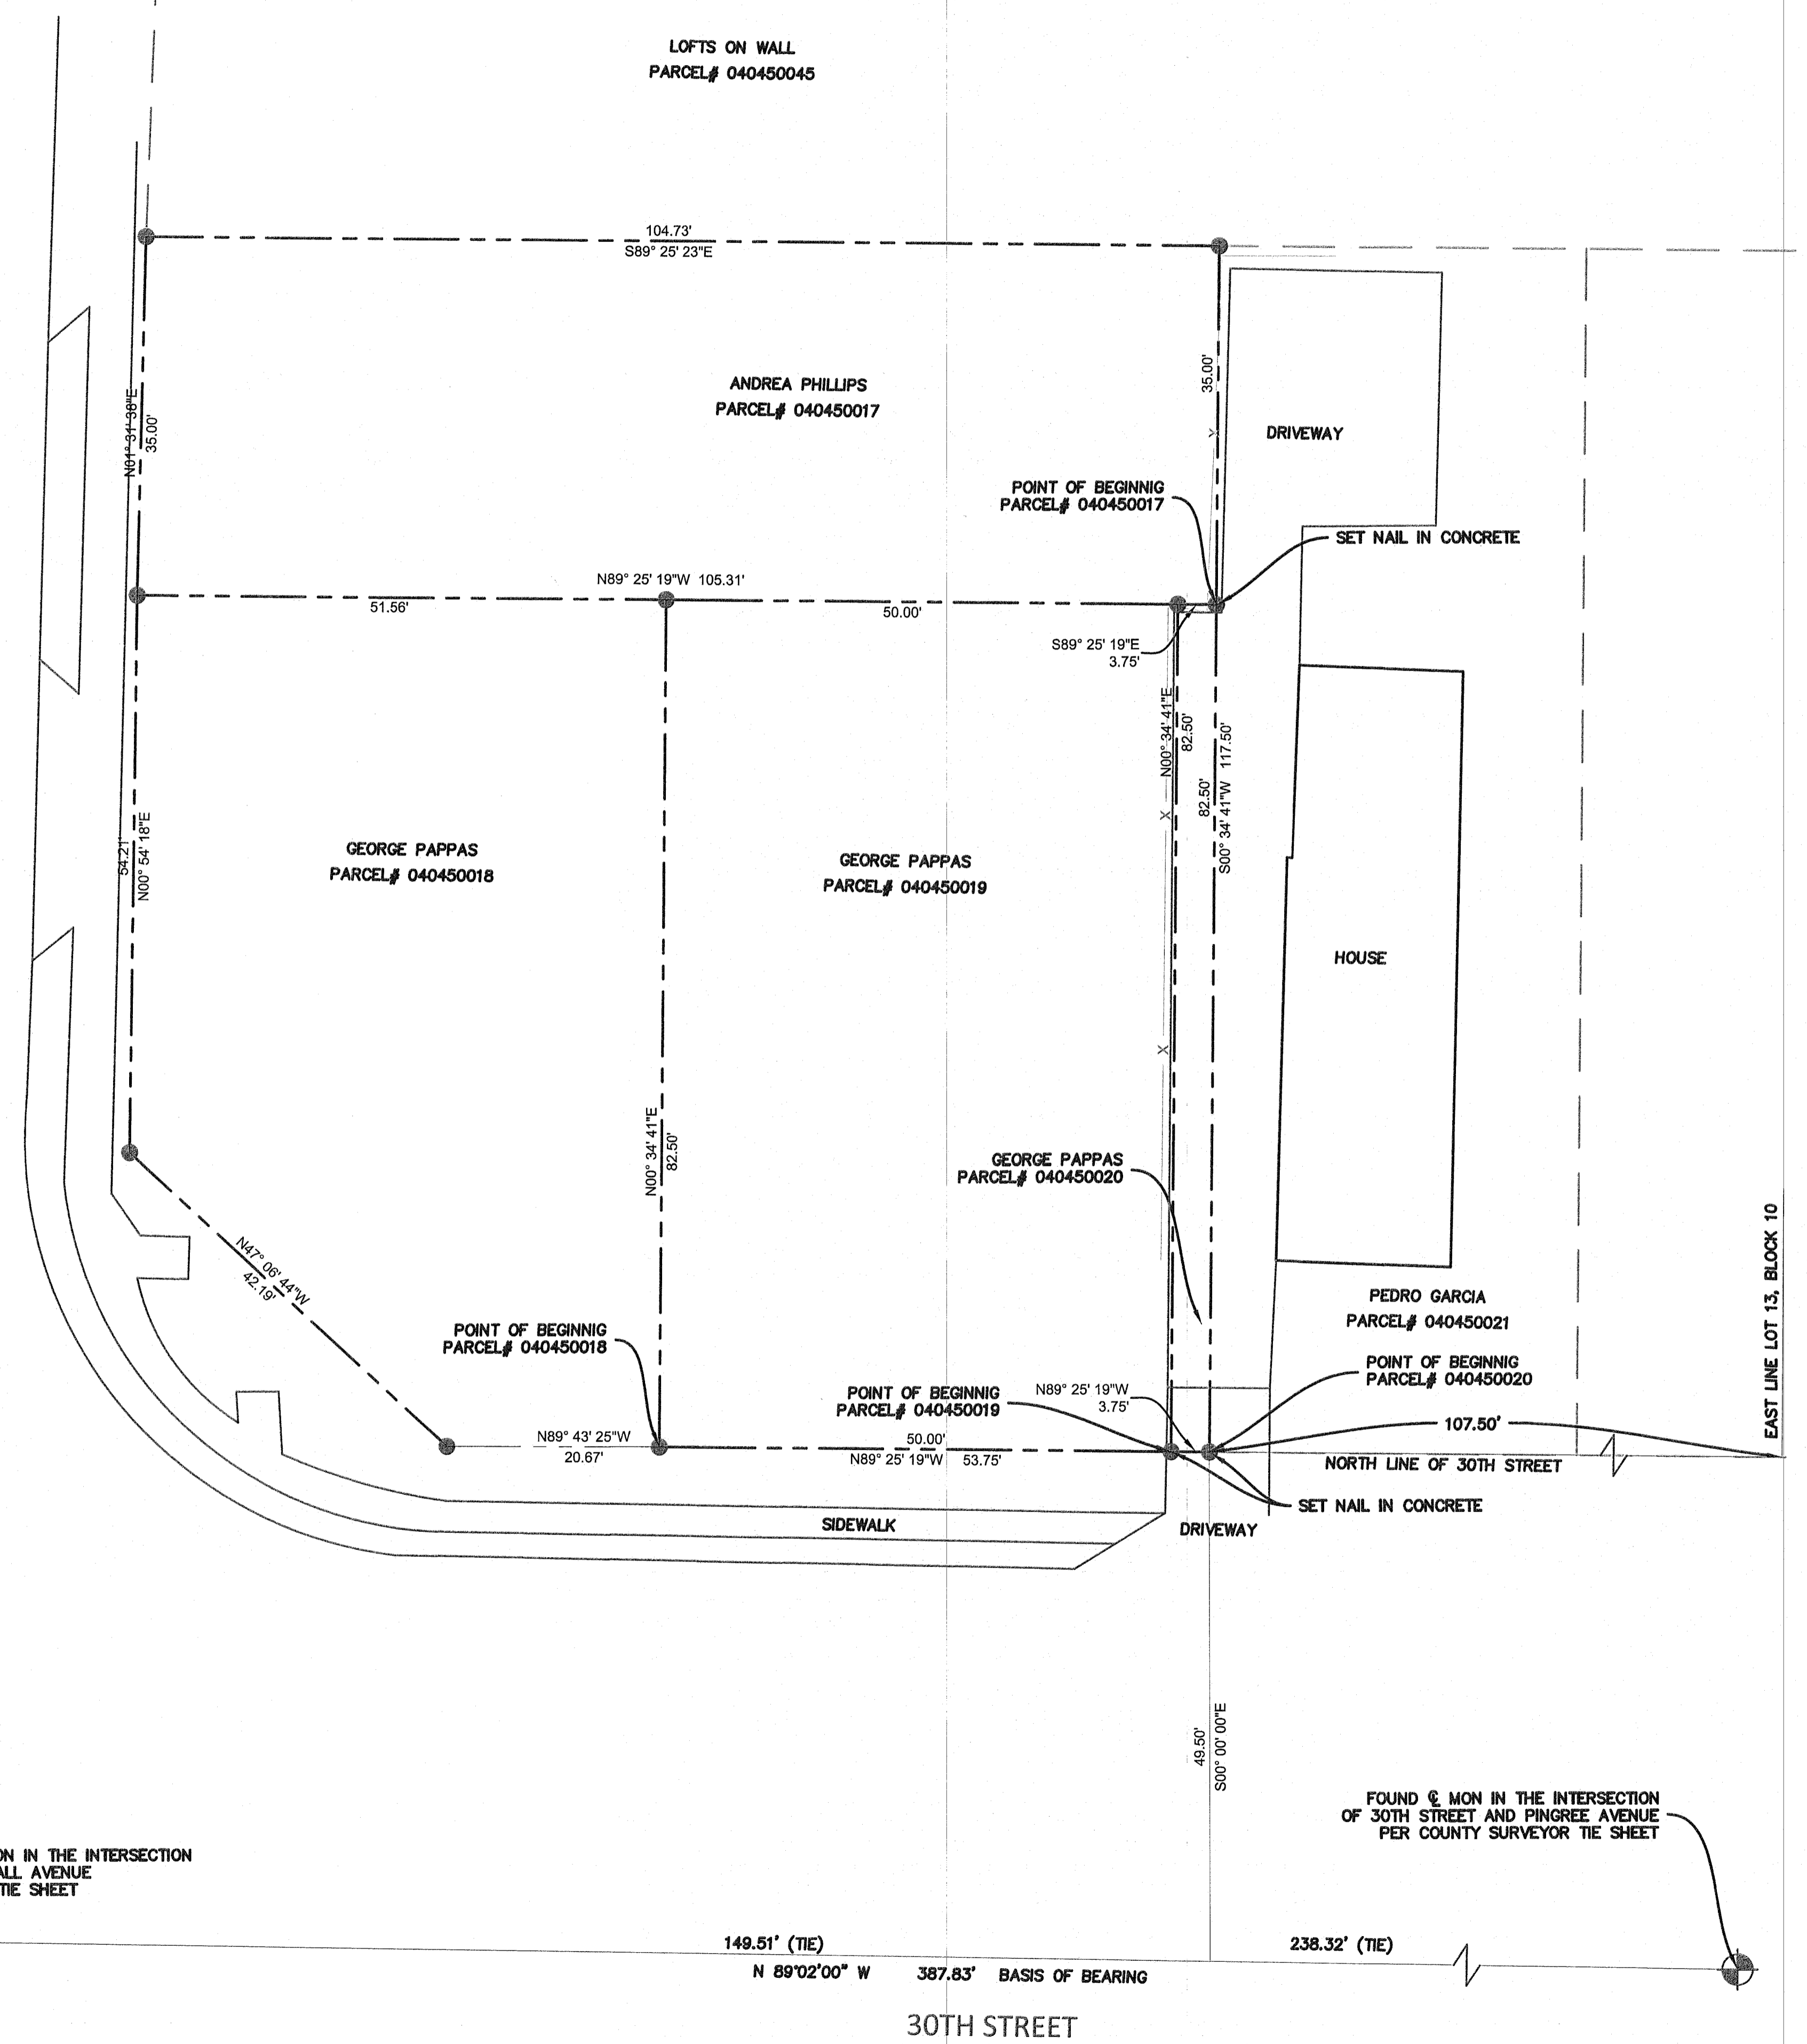 LOFTS ON WALL
PARCEL# 040450045
104.73'
S89° 25' 23"E
N01° 31' 38"E
35.00'
ANDREA PHILLIPS
PARCEL# 040450017
35.00'
DRIVEWAY
POINT OF BEGINNIG
PARCEL# 040450017
SET NAIL IN CONCRETE
N89° 25' 19"W 105.31'
51.56'
50.00'
S89° 25' 19"E
3.75'
N00° 34' 41"E
82.50'
82.50'
S00° 34' 41"W 117.50'
X
X
X
54.21'
N00° 54' 18"E
GEORGE PAPPAS
PARCEL# 040450018
GEORGE PAPPAS
PARCEL# 040450019
HOUSE
N00° 34' 41"E
82.50'
GEORGE PAPPAS
PARCEL# 040450020
N47° 06' 44"W
42.19'
PEDRO GARCIA
PARCEL# 040450021
EAST LINE LOT 13, BLOCK 10
POINT OF BEGINNIG
PARCEL# 040450018
POINT OF BEGINNIG
PARCEL# 040450020
POINT OF BEGINNIG
PARCEL# 040450019
N89° 25' 19"W
3.75'
107.50'
N89° 43' 25"W
20.67'
50.00'
N89° 25' 19"W 53.75'
NORTH LINE OF 30TH STREET
SET NAIL IN CONCRETE
SIDEWALK
DRIVEWAY
49.50'
S00° 00' 00"E
FOUND ℄ MON IN THE INTERSECTION
OF 30TH STREET AND PINGREE AVENUE
PER COUNTY SURVEYOR TIE SHEET
ON IN THE INTERSECTION
ALL AVENUE
TIE SHEET
149.51' (TIE)
238.32' (TIE)
N 89°02'00" W 387.83' BASIS OF BEARING
30TH STREET